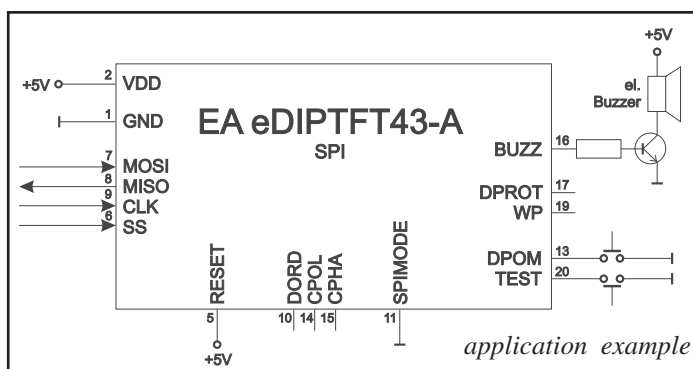 +5V
2
VDD
+5V
1
GND
EA eDIPTFT43-A
SPI
el.
Buzzer
7
MOSI
8
MISO
9
CLK
6
SS
BUZZ
16
DPROT
17
WP
19
DPOM
13
TEST
20
RESET
DORD
CPOL
CPHA
SPIMODE
5
10
14
15
11
+5V
application example